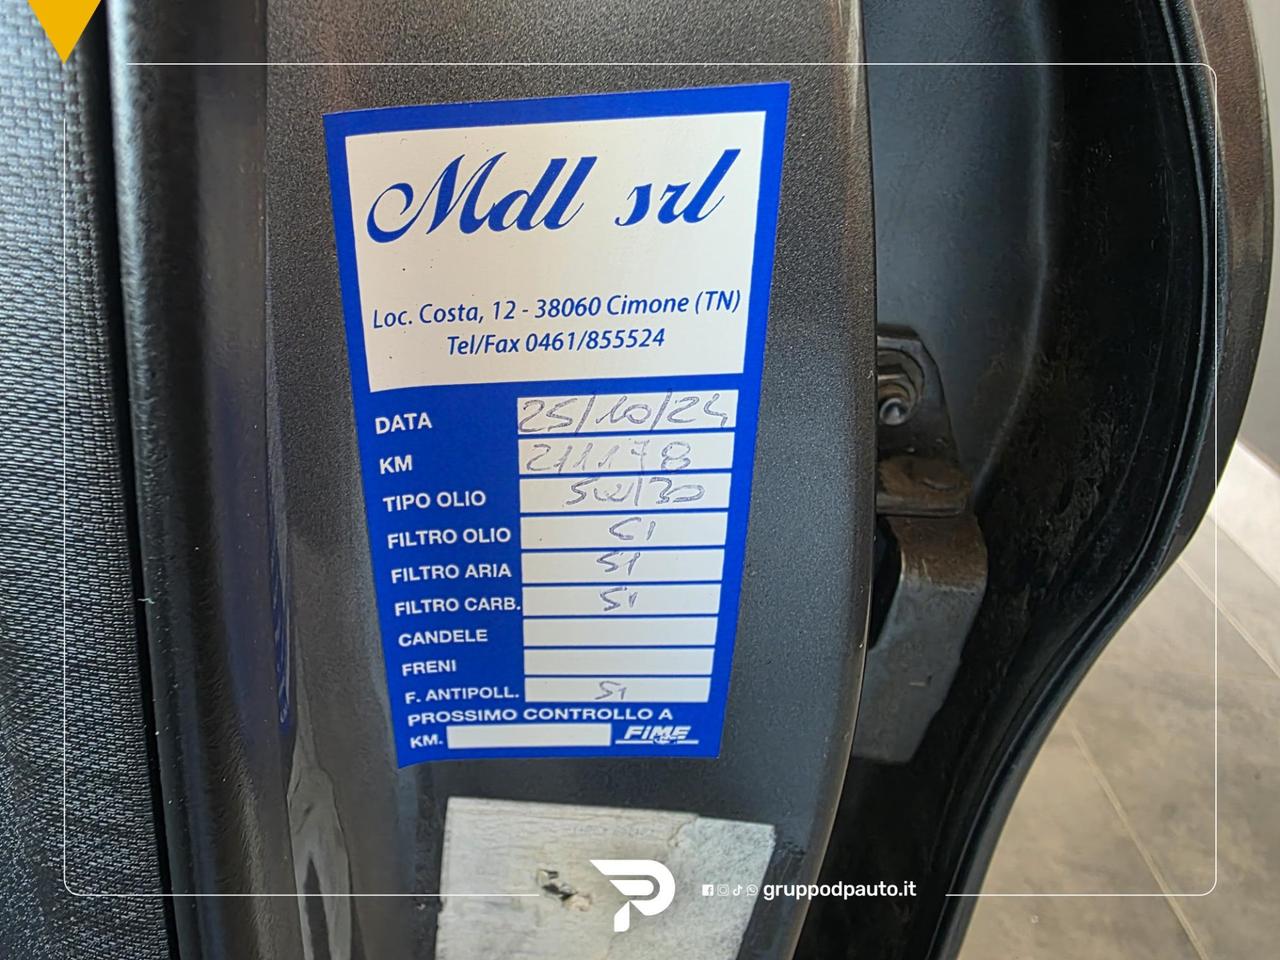 Mdl srl
Loc. Costa, 12 - 38060 Cimone (TN)
Tel/Fax 0461/855524
DATA 25/10/24
KM 211178
TIPO OLIO 5W/30
FILTRO OLIO SI
FILTRO ARIA SI
FILTRO CARB. SI
CANDELE
FRENI
F. ANTIPOLL. SI
PROSSIMO CONTROLLO A
KM. FIME
gruppodpauto.it